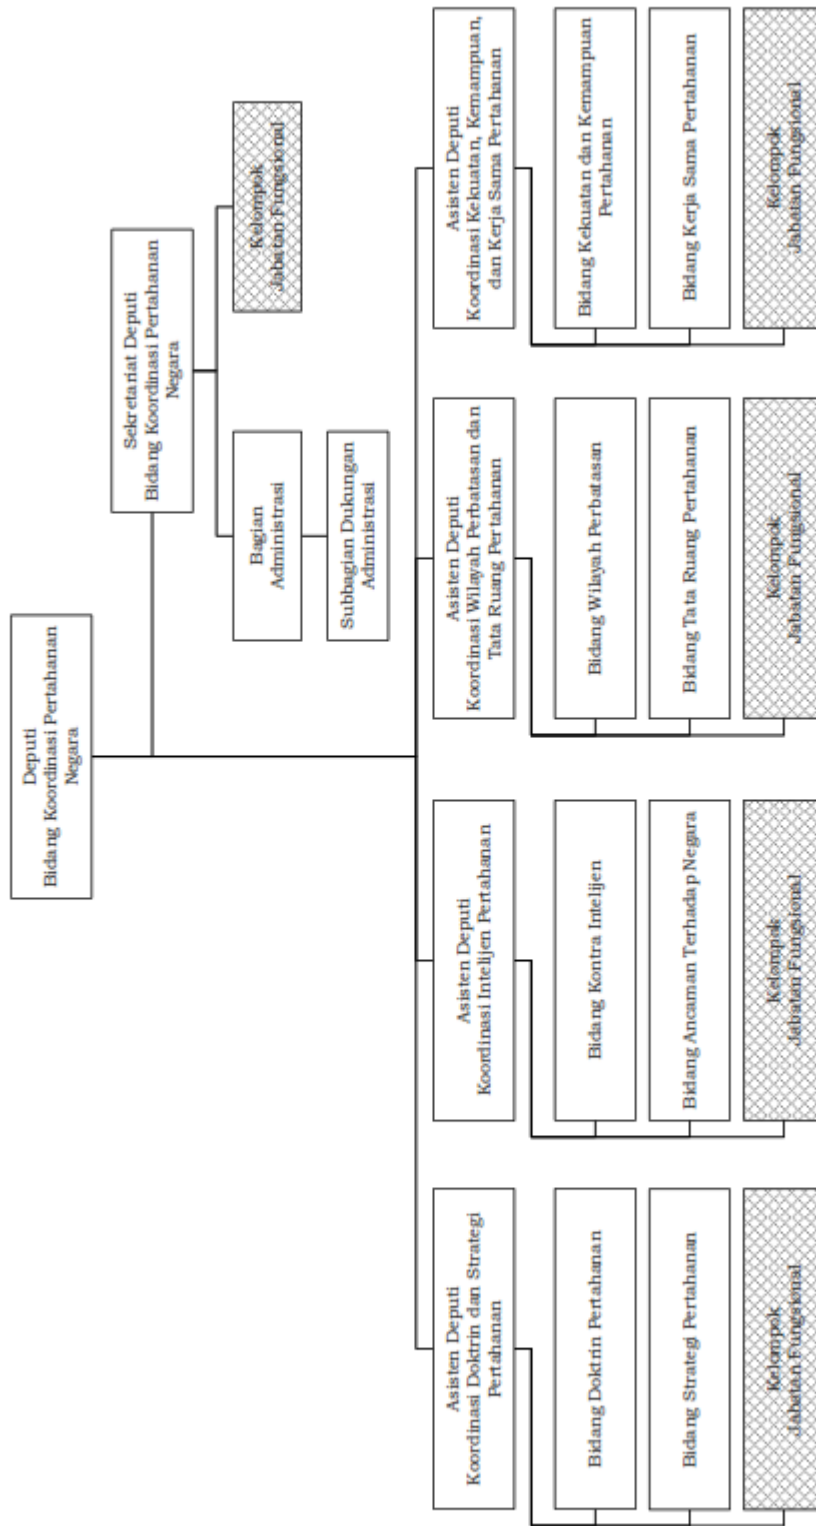 Deputi
Bidang Koordinasi Pertahanan
Negara
Sekretariat Deputi
Bidang Koordinasi Pertahanan
Negara
Bagian
Administrasi
Kelompok
Jabatan Fungsional
Subbagian Dukungan
Administrasi
Asisten Deputi
Koordinasi Doktrin dan Strategi
Pertahanan
Bidang Doktrin Pertahanan
Bidang Strategi Pertahanan
Kelompok
Jabatan Fungsional
Asisten Deputi
Koordinasi Intelijen Pertahanan
Bidang Kontra Intelijen
Bidang Ancaman Terhadap Negara
Kelompok
Jabatan Fungsional
Asisten Deputi
Koordinasi Wilayah Perbatasan dan
Tata Ruang Pertahanan
Bidang Wilayah Perbatasan
Bidang Tata Ruang Pertahanan
Kelompok
Jabatan Fungsional
Asisten Deputi
Koordinasi Kekuatan, Kemampuan,
dan Kerja Sama Pertahanan
Bidang Kekuatan dan Kemampuan
Pertahanan
Bidang Kerja Sama Pertahanan
Kelompok
Jabatan Fungsional